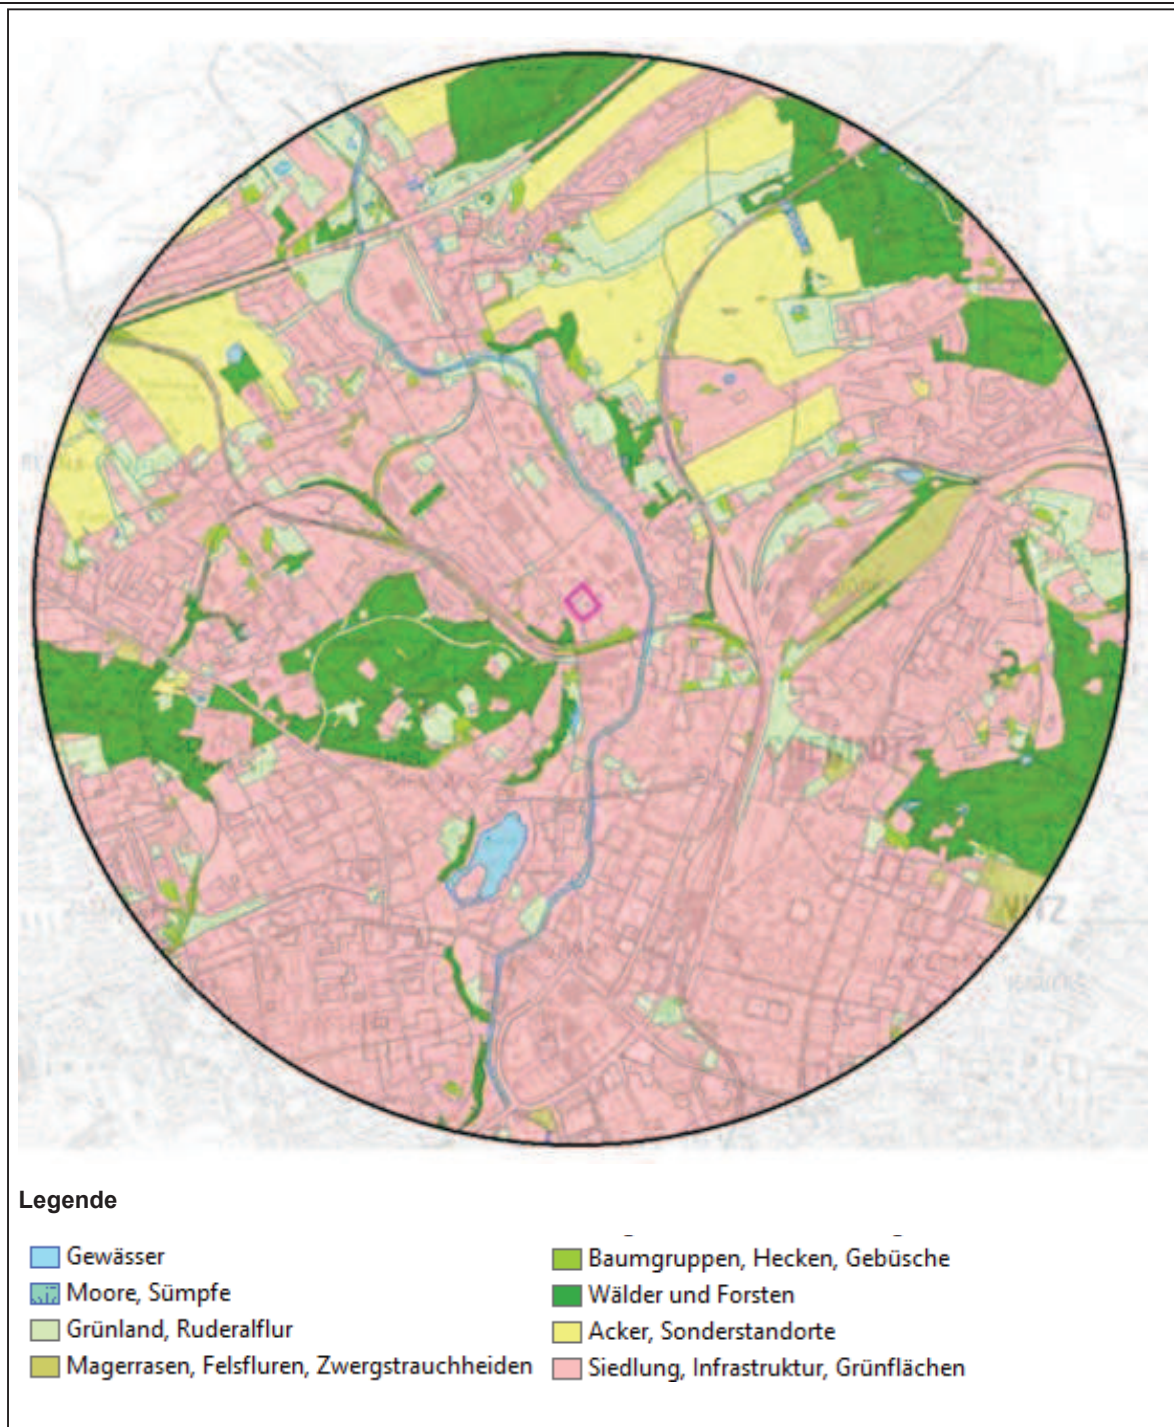 Legende
Gewässer
Moore, Sümpfe
Grünland, Ruderalflur
Magerrasen, Felsfluren, Zwergstrauchheiden
Baumgruppen, Hecken, Gebüsche
Wälder und Forsten
Acker, Sonderstandorte
Siedlung, Infrastruktur, Grünflächen